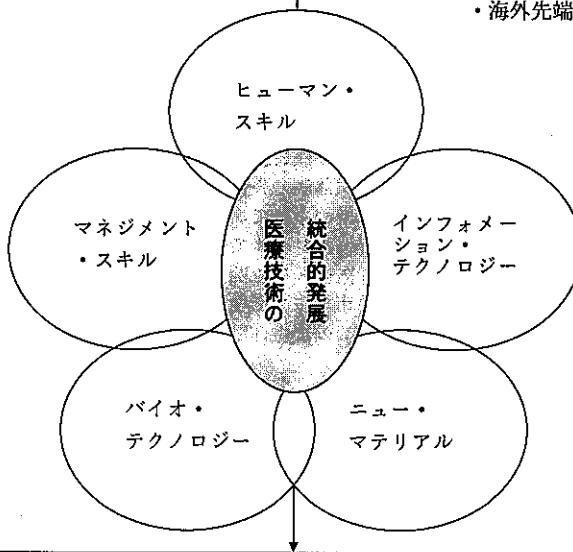 ・海外先端
ヒューマン・
スキル
マネジメント
・スキル
医療技術の
統合的発展
インフォメー
ション・
テクノロジー
バイオ・
テクノロジー
ニュー・
マテリアル